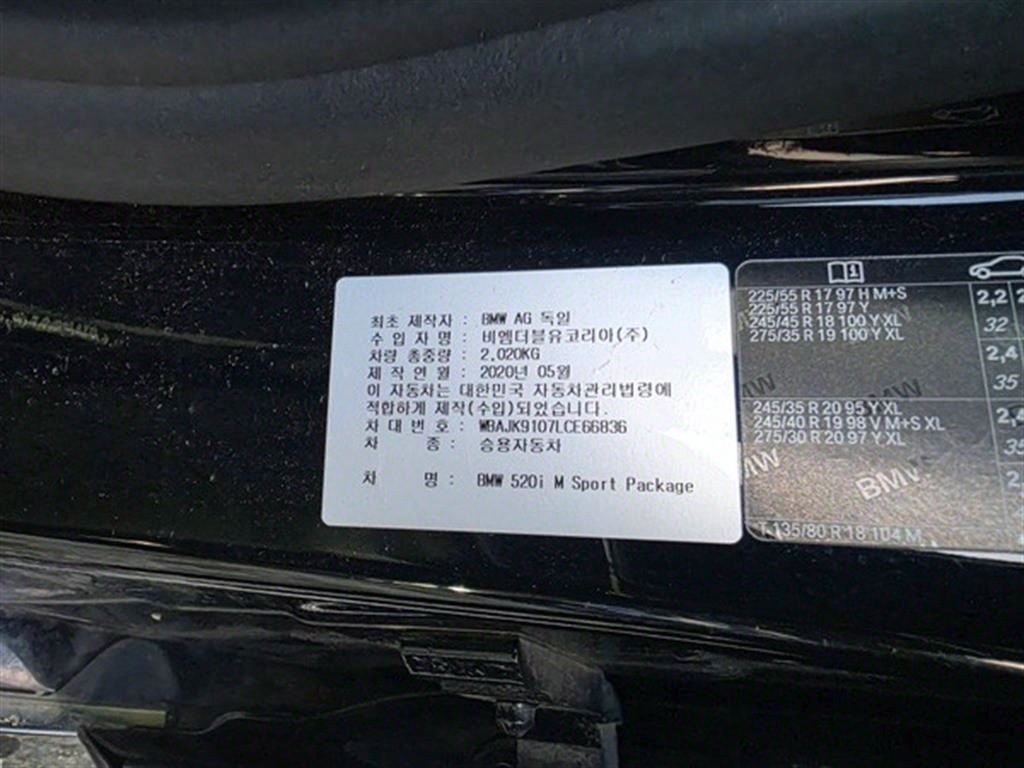 최초 제작자 : BMW AG 독일
수 입 자 명 : 비엠더블유코리아(주)
차량 총중량 : 2,020KG
제 작 연 월 : 2020년 05월
이 자동차는 대한민국 자동차관리법령에
적합하게 제작(수입)되었습니다.
차 대 번 호 : WBAJK9107LCE66836
차 종 : 승용자동차
차 명 : BMW 520i M Sport Package
225/55 R 17 97 H M+S
225/55 R 17 97 Y
245/45 R 18 100 Y XL
275/35 R 19 100 Y XL
2,2
32
2,4
35
245/35 R 20 95 Y XL
245/40 R 19 98 V M+S XL
275/30 R 20 97 Y XL
2,4
35
T 135/80 R 18 104 M
BMW
BMW
BMW